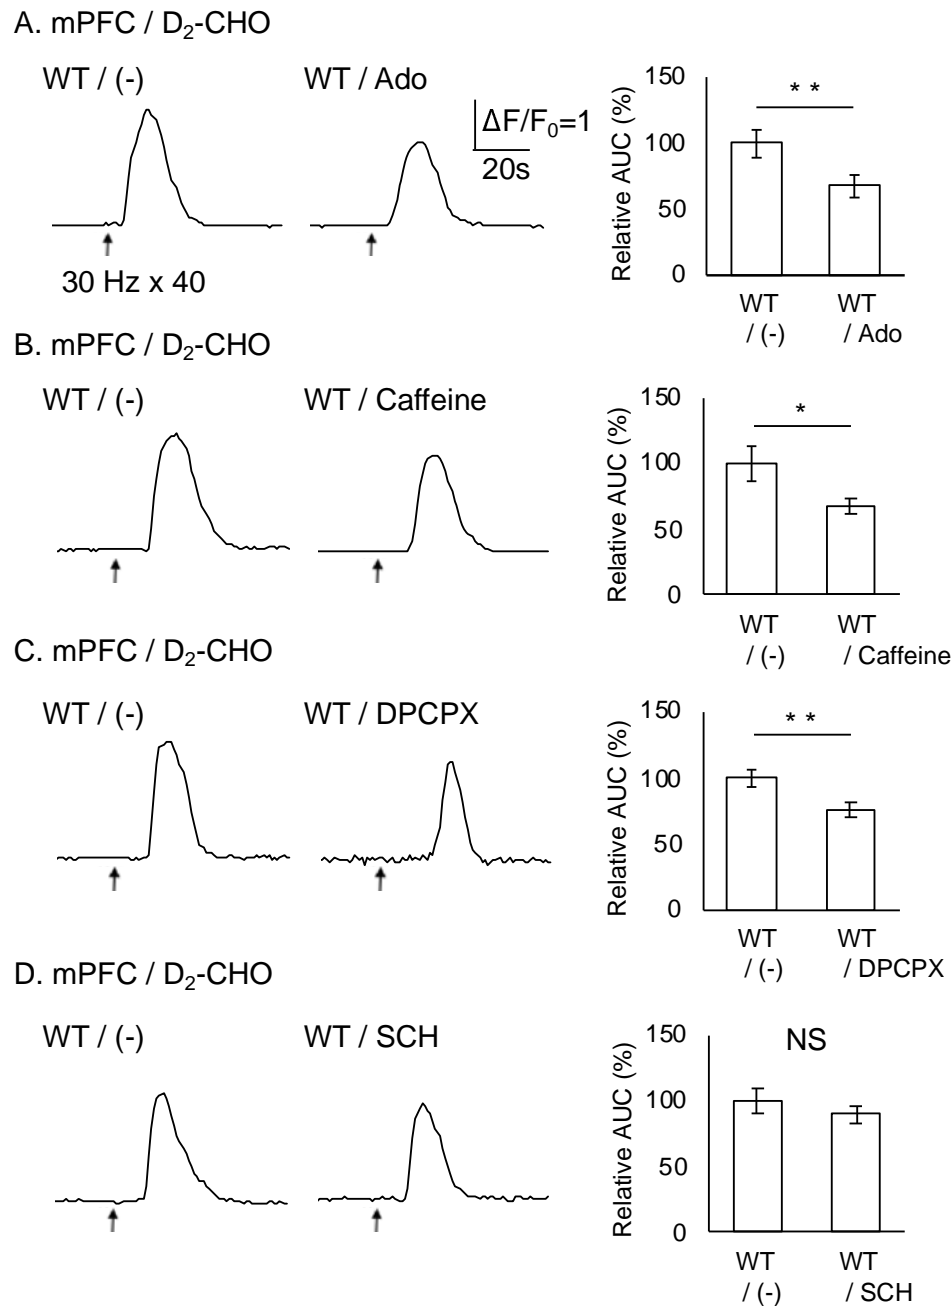 A. mPFC / D₂-CHO
WT / (-)
WT / Ado
ΔF/F₀=1
20s
30 Hz x 40
Relative AUC (%)
150
100
50
0
* *
WT / (-)
WT / Ado
B. mPFC / D₂-CHO
WT / (-)
WT / Caffeine
Relative AUC (%)
150
100
50
0
*
WT / (-)
WT / Caffeine
C. mPFC / D₂-CHO
WT / (-)
WT / DPCPX
Relative AUC (%)
150
100
50
0
* *
WT / (-)
WT / DPCPX
D. mPFC / D₂-CHO
WT / (-)
WT / SCH
Relative AUC (%)
150
100
50
0
NS
WT / (-)
WT / SCH